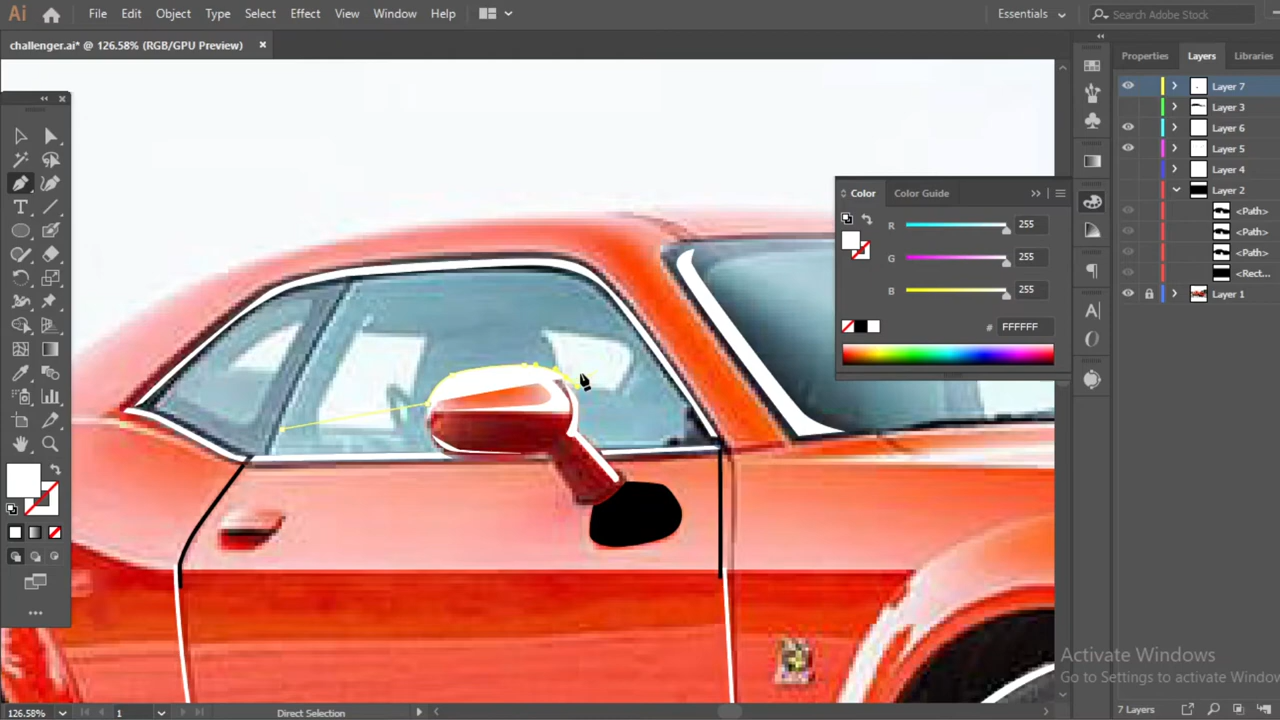 Ai File Edit Object Type Select Effect View Window Help Essentials Search Adobe Stock
challenger.ai* @ 126.58% (RGB/GPU Preview)
Properties Layers Libraries
Layer 7
Layer 3
Layer 6
Layer 5
Layer 4
Layer 2
<Path>
<Path>
<Path>
<Rect...
Layer 1
Color Color Guide
R 255
G 255
B 255
# FFFFFF
Activate Windows
Go to Settings to activate Window
126.58% 1 Direct Selection 7 Layers